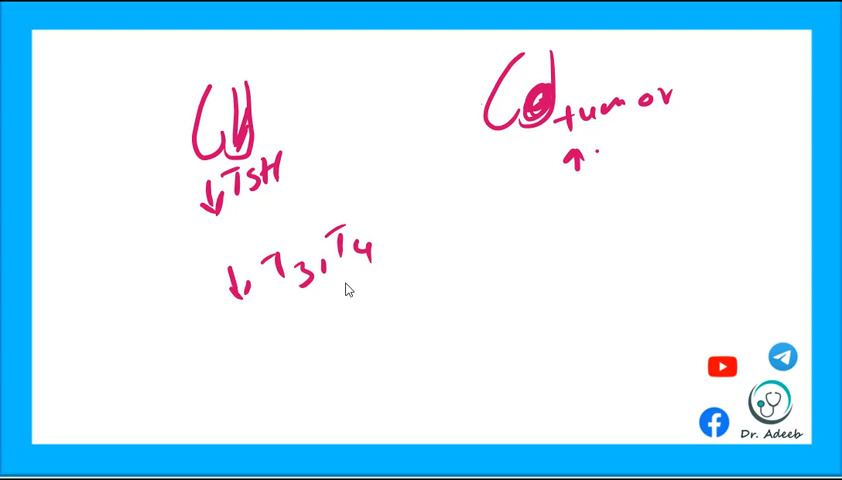 ↓TSH
↓ T3, T4
tumor
↑
Dr. Adeeb